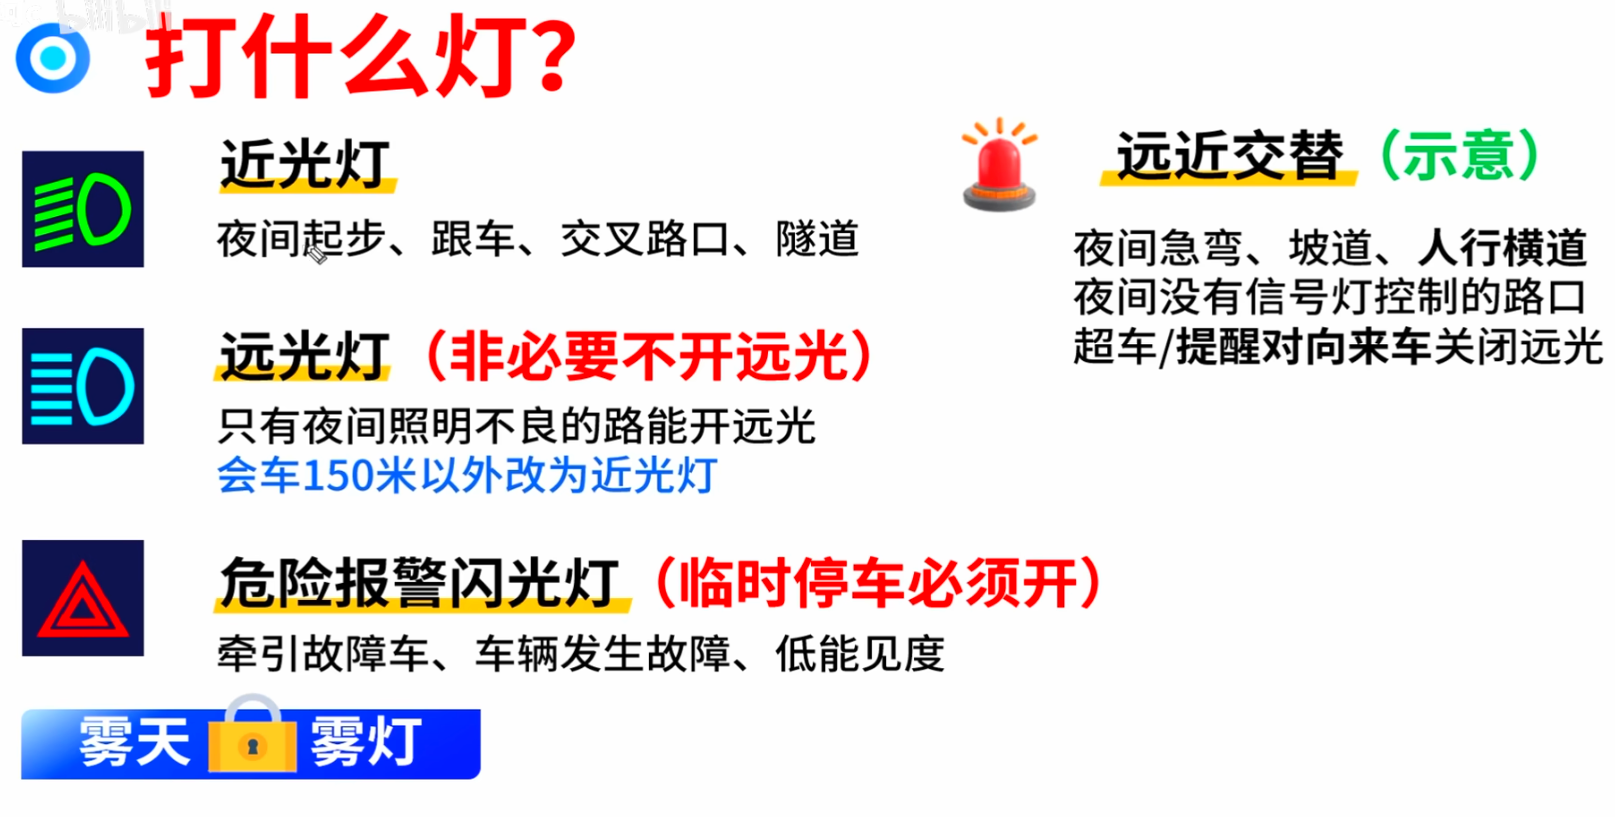 bilibili
打什么灯?
近光灯
夜间起步、跟车、交叉路口、隧道
远光灯（非必要不开远光）
只有夜间照明不良的路能开远光
会车150米以外改为近光灯
危险报警闪光灯（临时停车必须开）
牵引故障车、车辆发生故障、低能见度
雾天 雾灯
远近交替（示意）
夜间急弯、坡道、人行横道
夜间没有信号灯控制的路口
超车/提醒对向来车关闭远光